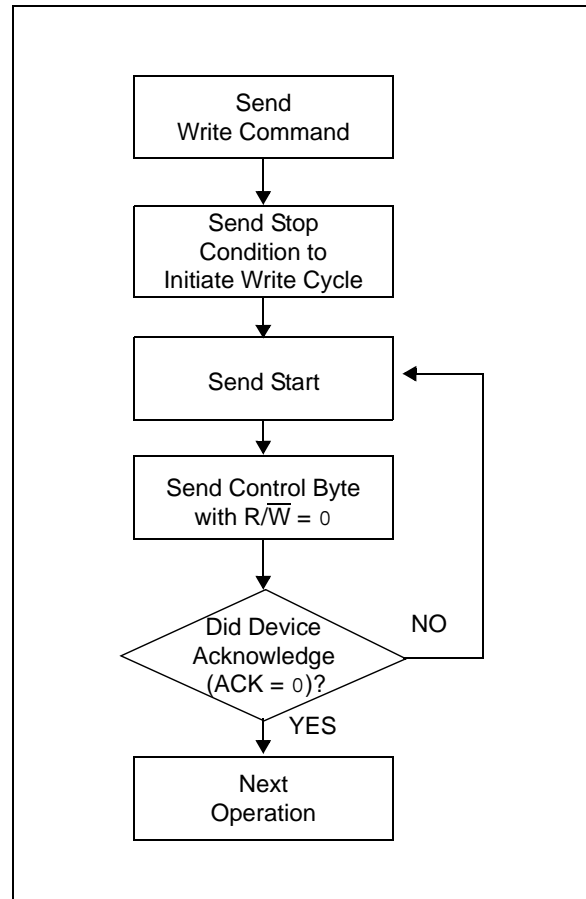 Send
Write Command
Send Stop
Condition to
Initiate Write Cycle
Send Start
Send Control Byte
with R/W̅ = 0
Did Device
Acknowledge
(ACK = 0)?
NO
YES
Next
Operation